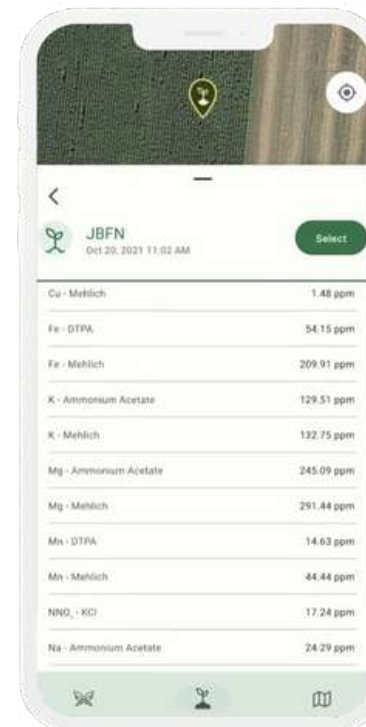 JBFN
Oct 20, 2021 11:02 AM
Select
Cu - Mehlich 1.48 ppm
Fe - DTPA 54.15 ppm
Fe - Mehlich 209.91 ppm
K - Ammonium Acetate 129.51 ppm
K - Mehlich 132.75 ppm
Mg - Ammonium Acetate 245.09 ppm
Mg - Mehlich 291.44 ppm
Mn - DTPA 14.63 ppm
Mn - Mehlich 44.44 ppm
NNO₃ - KCl 17.24 ppm
Na - Ammonium Acetate 24.29 ppm